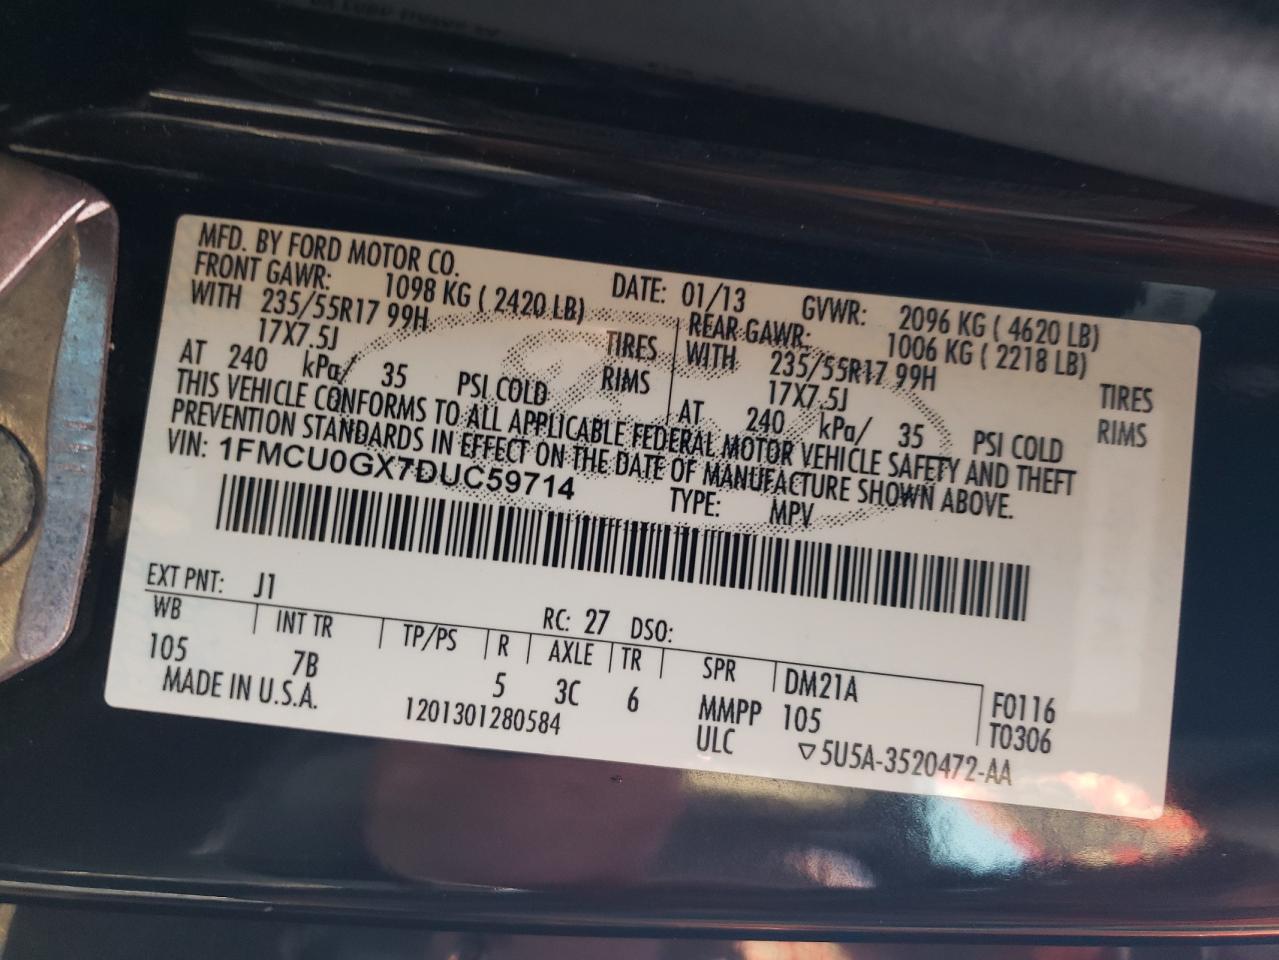 MFD. BY FORD MOTOR CO.
DATE: 01/13 GVWR: 2096 KG ( 4620 LB)
FRONT GAWR: 1098 KG ( 2420 LB) REAR GAWR: 1006 KG ( 2218 LB)
WITH 235/55R17 99H TIRES WITH 235/55R17 99H TIRES
17X7.5J RIMS 17X7.5J RIMS
AT 240 kPa/ 35 PSI COLD AT 240 kPa/ 35 PSI COLD
THIS VEHICLE CONFORMS TO ALL APPLICABLE FEDERAL MOTOR VEHICLE SAFETY AND THEFT
PREVENTION STANDARDS IN EFFECT ON THE DATE OF MANUFACTURE SHOWN ABOVE.
VIN: 1FMCU0GX7DUC59714
TYPE: MPV
EXT PNT: J1 RC: 27 DSO:
WB INT TR TP/PS R AXLE TR SPR DM21A F0116
105 7B 5 3C 6 MMPP 105 T0306
MADE IN U.S.A. 1201301280584 ULC ▽5U5A-3520472-AA